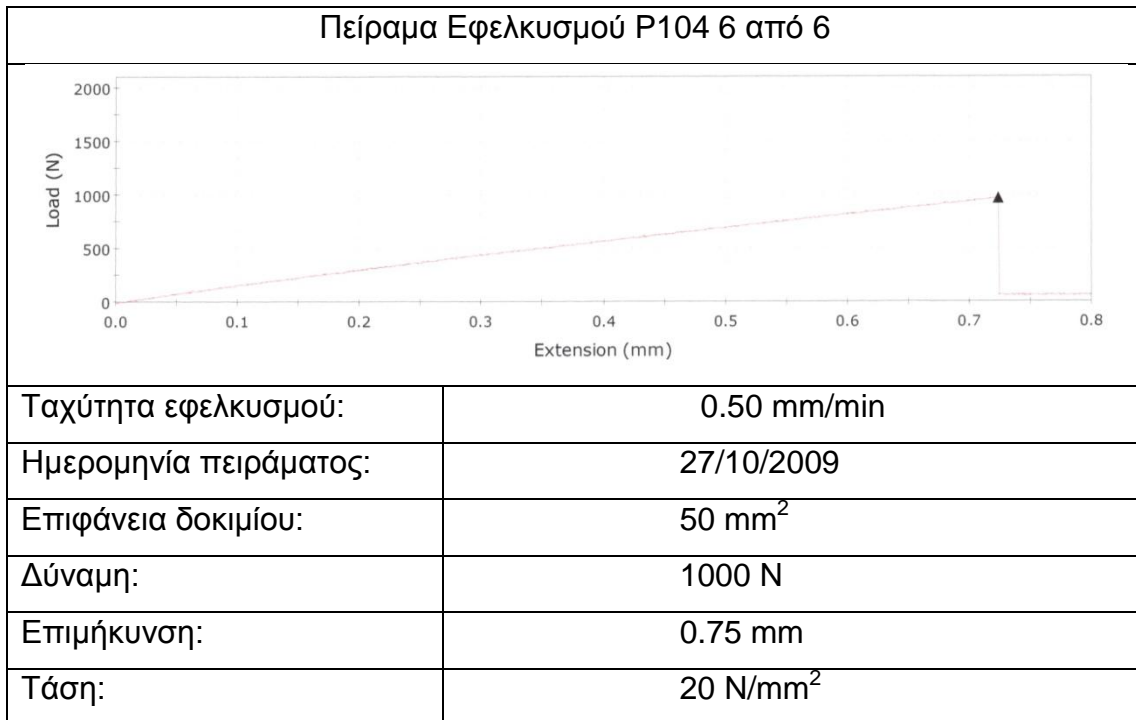 Πείραμα Εφελκυσμού P104 6 από 6
2000
1500
1000
500
0
Load (N)
0.0 0.1 0.2 0.3 0.4 0.5 0.6 0.7 0.8
Extension (mm)
Ταχύτητα εφελκυσμού: 0.50 mm/min
Ημερομηνία πειράματος: 27/10/2009
Επιφάνεια δοκιμίου: 50 mm²
Δύναμη: 1000 N
Επιμήκυνση: 0.75 mm
Τάση: 20 N/mm²